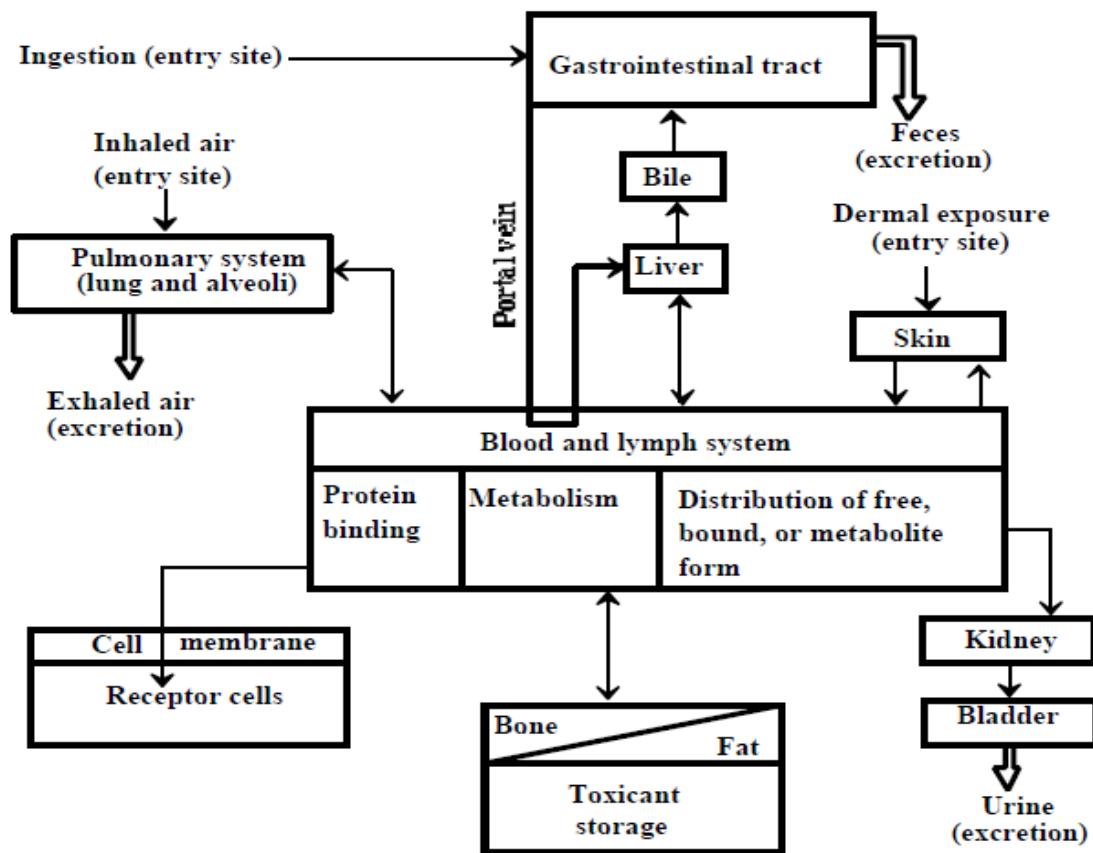 Ingestion (entry site)
Gastrointestinal tract
Feces
(excretion)
Inhaled air
(entry site)
Bile
Portal vein
Dermal exposure
(entry site)
Pulmonary system
(lung and alveoli)
Liver
Skin
Exhaled air
(excretion)
Blood and lymph system
Protein
binding
Metabolism
Distribution of free,
bound, or metabolite
form
Cell membrane
Receptor cells
Kidney
Bladder
Bone
Fat
Toxicant
storage
Urine
(excretion)